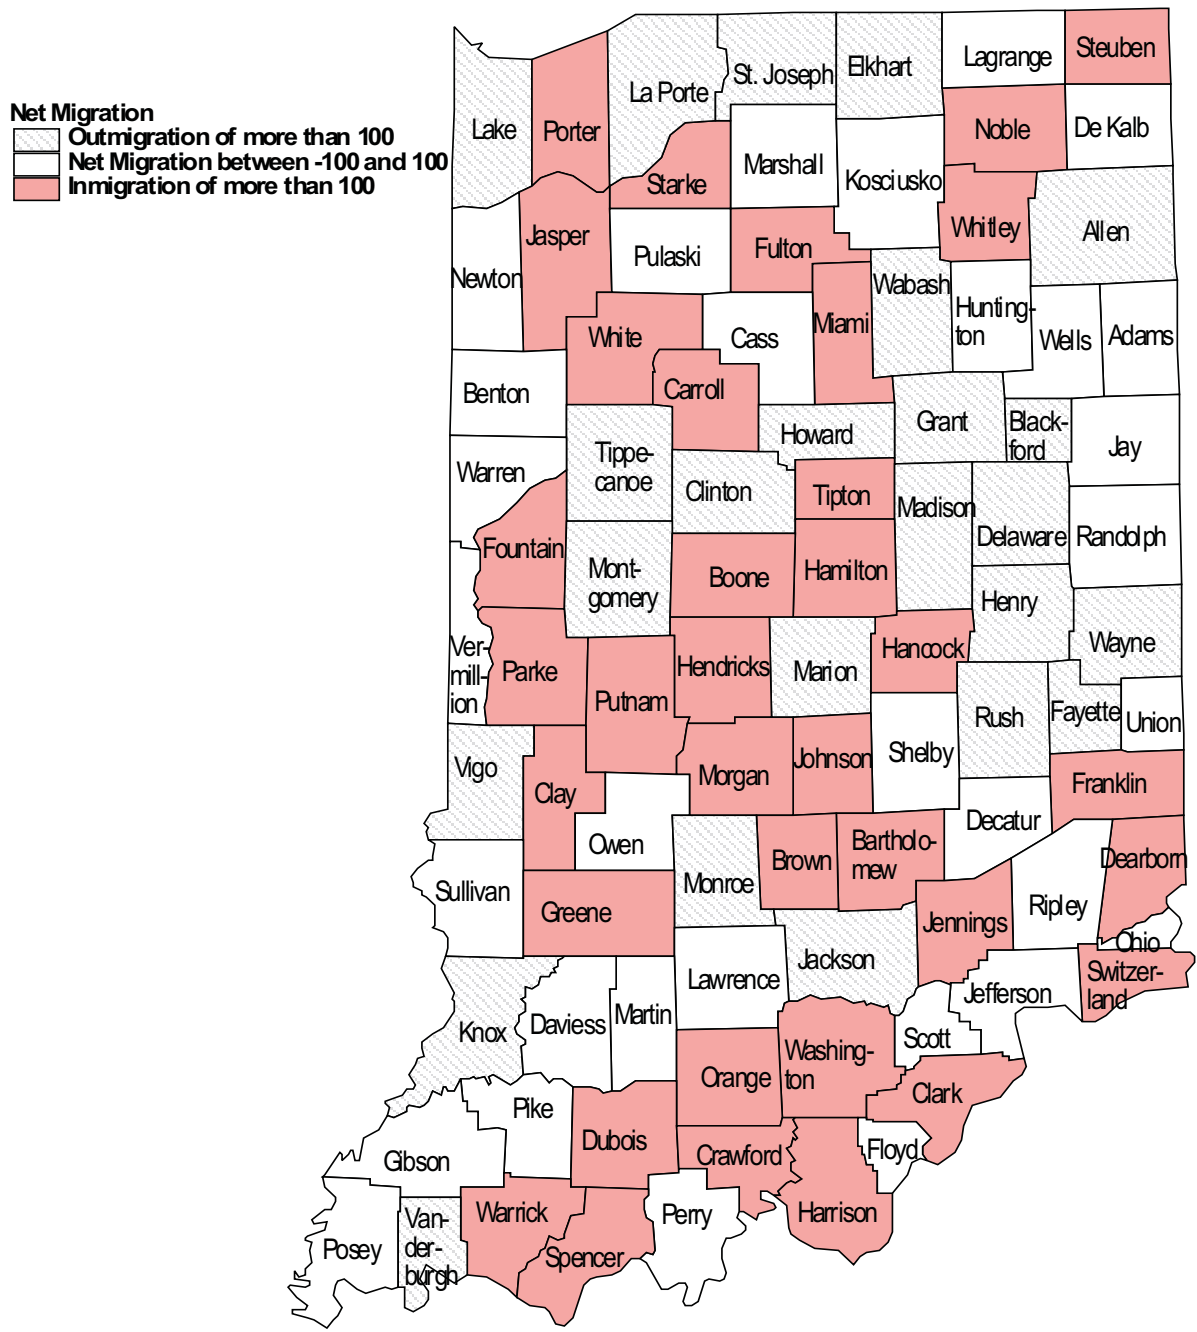 Net Migration
Outmigration of more than 100
Net Migration between -100 and 100
Inmigration of more than 100
Lake
Porter
La Porte
St. Joseph
Elkhart
Lagrange
Steuben
Noble
De Kalb
Starke
Marshall
Kosciusko
Whitley
Allen
Newton
Jasper
Pulaski
Fulton
Wabash
Hunting-
ton
Wells
Adams
White
Cass
Miami
Benton
Carroll
Howard
Grant
Black-
ford
Jay
Warren
Tippe-
canoe
Clinton
Tipton
Madison
Delaware
Randolph
Fountain
Mont-
gomery
Boone
Hamilton
Henry
Wayne
Ver-
mill-
ion
Parke
Putnam
Hendricks
Marion
Hancock
Rush
Fayette
Union
Vigo
Clay
Morgan
Johnson
Shelby
Franklin
Decatur
Owen
Monroe
Brown
Bartholo-
mew
Dearborn
Sullivan
Greene
Jennings
Ripley
Ohio
Lawrence
Jackson
Jefferson
Switzer-
land
Knox
Daviess
Martin
Scott
Orange
Washing-
ton
Clark
Pike
Dubois
Crawford
Floyd
Gibson
Harrison
Posey
Van-
der-
burgh
Warrick
Spencer
Perry